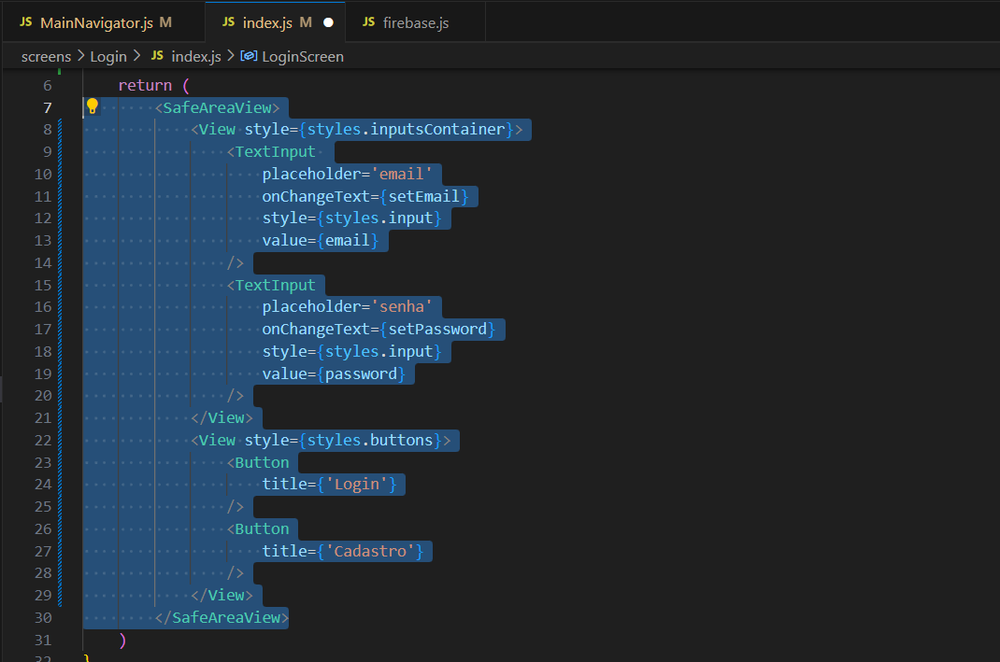 JS MainNavigator.js M JS index.js M JS firebase.js
screens > Login > JS index.js > LoginScreen
6 return (
7 <SafeAreaView>
8 <View style={styles.inputsContainer}>
9 <TextInput
10 placeholder='email'
11 onChangeText={setEmail}
12 style={styles.input}
13 value={email}
14 />
15 <TextInput
16 placeholder='senha'
17 onChangeText={setPassword}
18 style={styles.input}
19 value={password}
20 />
21 </View>
22 <View style={styles.buttons}>
23 <Button
24 title={'Login'}
25 />
26 <Button
27 title={'Cadastro'}
28 />
29 </View>
30 </SafeAreaView>
31 )
32 }